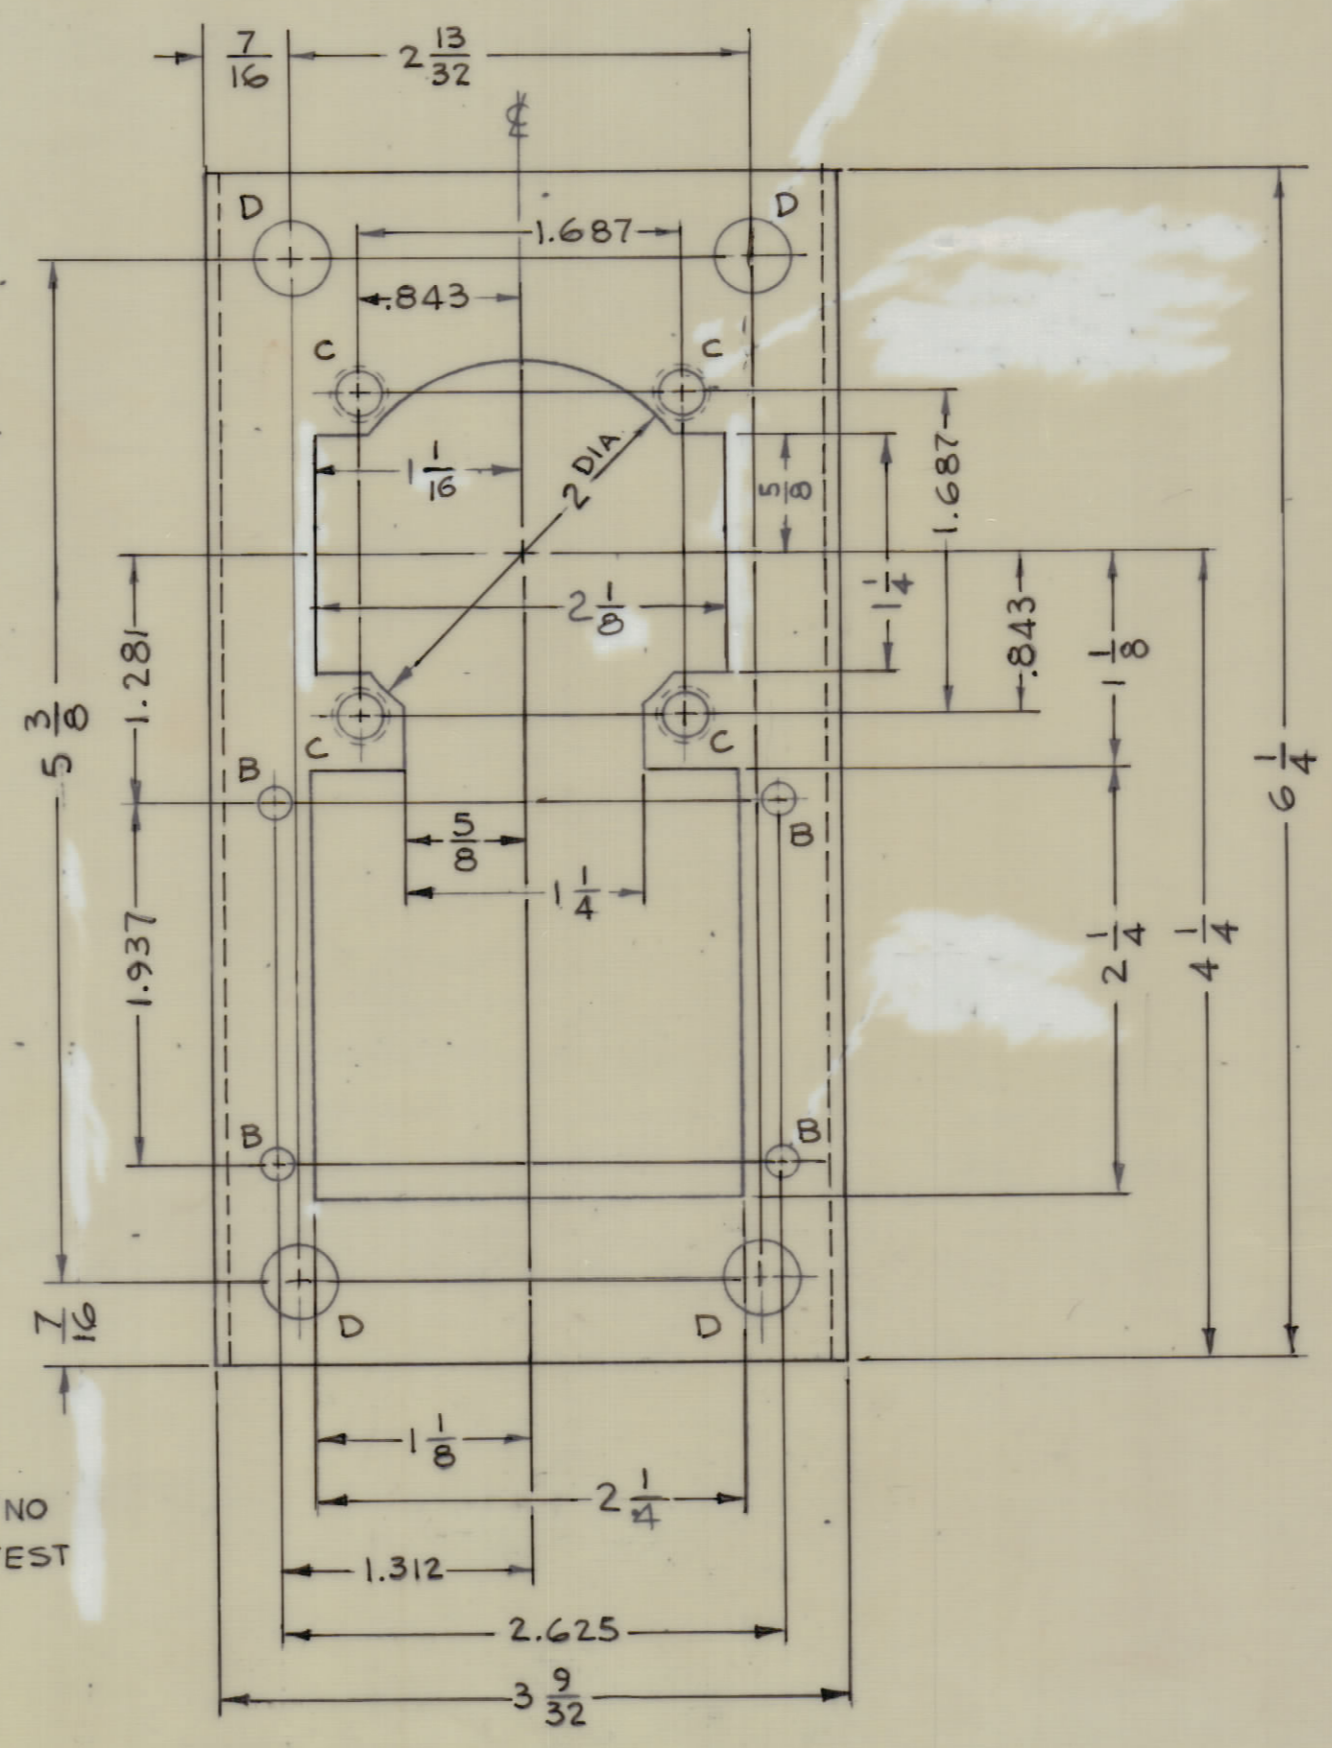 7/16 2 13/32
℄
D D
1.687
.843
C C
1 1/16 2 DIA 5/8 1.687
2 1/8 1 1/4
1.281 .843 1 1/8
5 3/8 C C 6 1/4
B B
5/8
1 1/4
1.937 2 1/4 4 1/4
B B
7/16 D D
1 1/8
2 1/4
NO
1.312
2.625
3 9/32